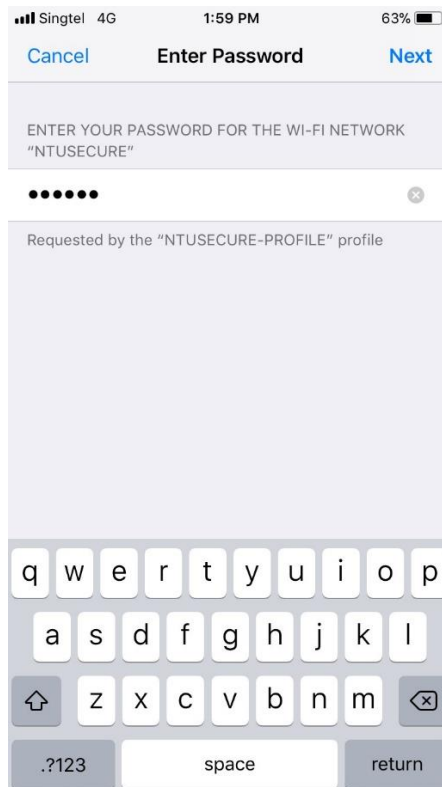 Singtel 4G 1:59 PM 63%
Cancel Enter Password Next
ENTER YOUR PASSWORD FOR THE WI-FI NETWORK
“NTUSECURE”
••••••
Requested by the “NTUSECURE-PROFILE” profile
q w e r t y u i o p
a s d f g h j k l
z x c v b n m
.?123 space return